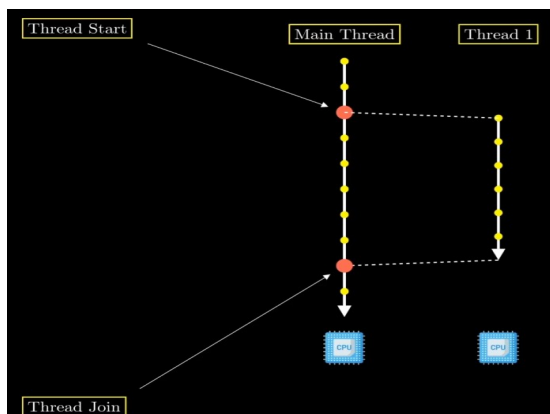 Thread Start
Main Thread
Thread 1
CPU
CPU
Thread Join